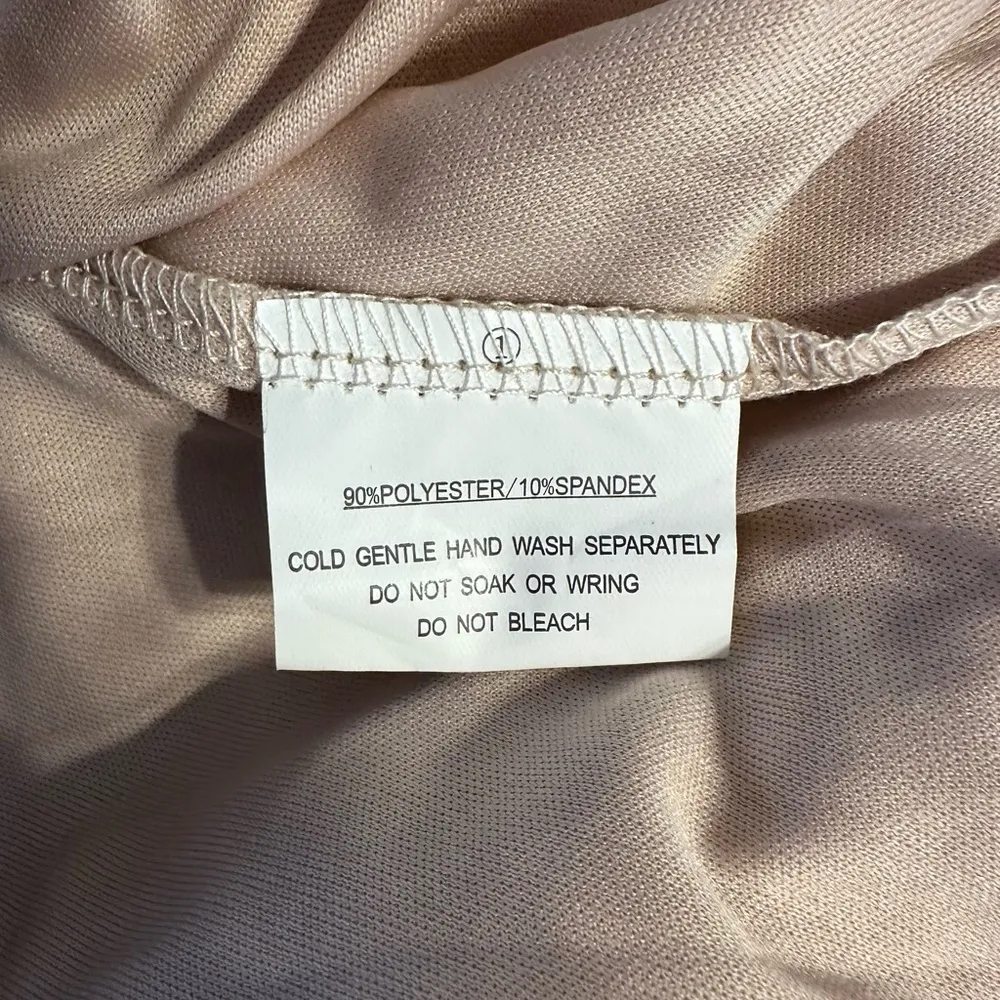 ①
90%POLYESTER/10%SPANDEX
COLD GENTLE HAND WASH SEPARATELY
DO NOT SOAK OR WRING
DO NOT BLEACH